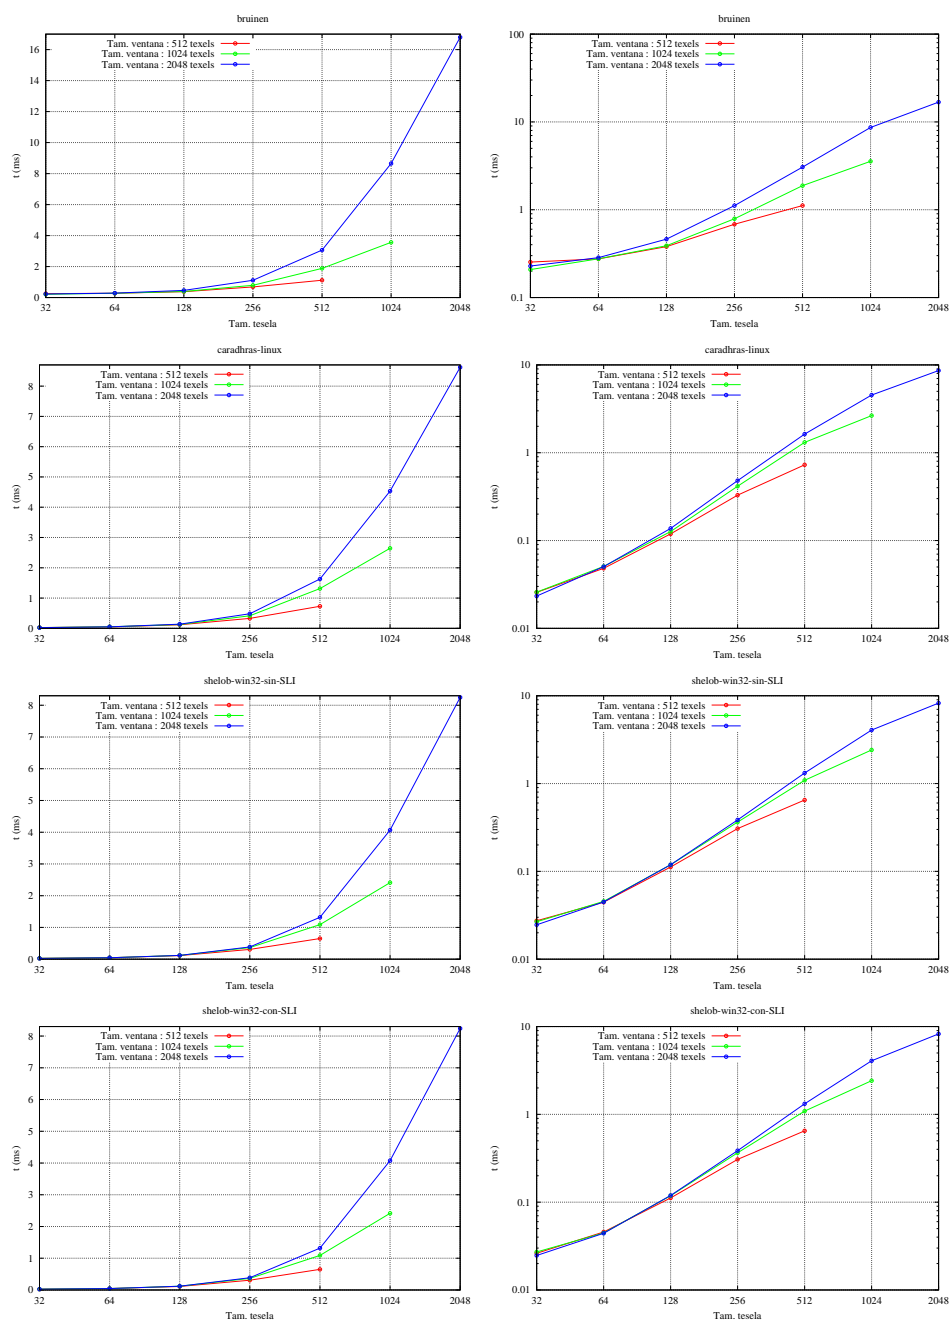 bruinen
Tam. ventana : 512 texels
Tam. ventana : 1024 texels
Tam. ventana : 2048 texels
16
14
12
10
8
6
4
2
0
t (ms)
32 64 128 256 512 1024 2048
Tam. tesela
bruinen
Tam. ventana : 512 texels
Tam. ventana : 1024 texels
Tam. ventana : 2048 texels
100
10
1
0.1
t (ms)
32 64 128 256 512 1024 2048
Tam. tesela
caradhras-linux
Tam. ventana : 512 texels
Tam. ventana : 1024 texels
Tam. ventana : 2048 texels
8
7
6
5
4
3
2
1
0
t (ms)
32 64 128 256 512 1024 2048
Tam. tesela
caradhras-linux
Tam. ventana : 512 texels
Tam. ventana : 1024 texels
Tam. ventana : 2048 texels
10
1
0.1
0.01
t (ms)
32 64 128 256 512 1024 2048
Tam. tesela
shelob-win32-sin-SLI
Tam. ventana : 512 texels
Tam. ventana : 1024 texels
Tam. ventana : 2048 texels
8
7
6
5
4
3
2
1
0
t (ms)
32 64 128 256 512 1024 2048
Tam. tesela
shelob-win32-sin-SLI
Tam. ventana : 512 texels
Tam. ventana : 1024 texels
Tam. ventana : 2048 texels
10
1
0.1
0.01
t (ms)
32 64 128 256 512 1024 2048
Tam. tesela
shelob-win32-con-SLI
Tam. ventana : 512 texels
Tam. ventana : 1024 texels
Tam. ventana : 2048 texels
8
7
6
5
4
3
2
1
0
t (ms)
32 64 128 256 512 1024 2048
Tam. tesela
shelob-win32-con-SLI
Tam. ventana : 512 texels
Tam. ventana : 1024 texels
Tam. ventana : 2048 texels
10
1
0.1
0.01
t (ms)
32 64 128 256 512 1024 2048
Tam. tesela